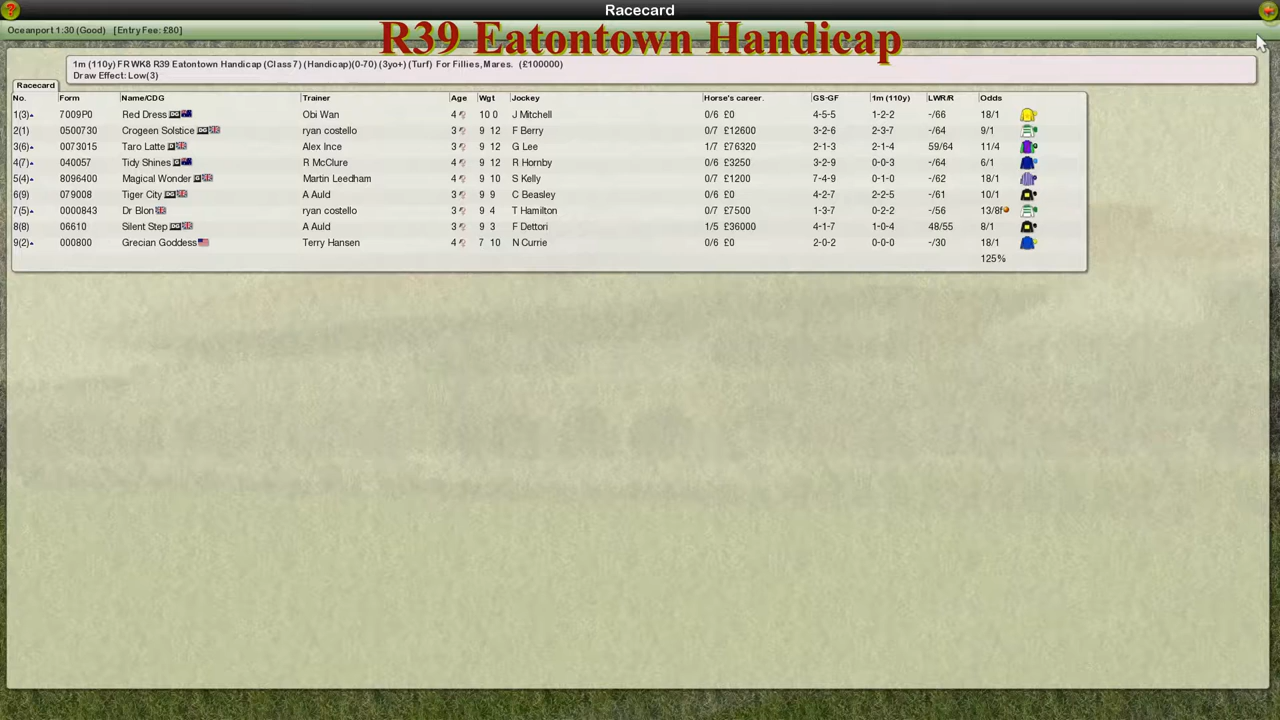 Racecard
Oceanport 1:30 (Good) [Entry Fee: £80]
R39 Eatontown Handicap
1m (110y) FR WK8 R39 Eatontown Handicap (Class 7) (Handicap)(0-70) (3yo+) (Turf) For Fillies, Mares. (£100000)
Draw Effect: Low(3)
Racecard
No. Form Name/CDG Trainer Age Wgt Jockey Horse's career. GS-GF 1m (110y) LWR/R Odds
1(3) 7009P0 Red Dress Obi Wan 4 10 0 J Mitchell 0/6 £0 4-5-5 1-2-2 -/66 18/1
2(1) 0500730 Crogeen Solstice ryan costello 3 9 12 F Berry 0/7 £12600 3-2-6 2-3-7 -/64 9/1
3(6) 0073015 Taro Latte Alex Ince 3 9 12 G Lee 1/7 £76320 2-1-3 2-1-4 59/64 11/4
4(7) 040057 Tidy Shines R McClure 4 9 12 R Hornby 0/6 £3250 3-2-9 0-0-3 -/64 6/1
5(4) 8096400 Magical Wonder Martin Leedham 4 9 10 S Kelly 0/7 £1200 7-4-9 0-1-0 -/62 18/1
6(9) 079008 Tiger City A Auld 3 9 9 C Beasley 0/6 £0 4-2-7 2-2-5 -/61 10/1
7(5) 0000843 Dr Blon ryan costello 3 9 4 T Hamilton 0/7 £7500 1-3-7 0-2-2 -/56 13/8f
8(8) 06610 Silent Step A Auld 3 9 3 F Dettori 1/5 £36000 4-1-7 1-0-4 48/55 8/1
9(2) 000800 Grecian Goddess Terry Hansen 4 7 10 N Currie 0/6 £0 2-0-2 0-0-0 -/30 18/1
125%